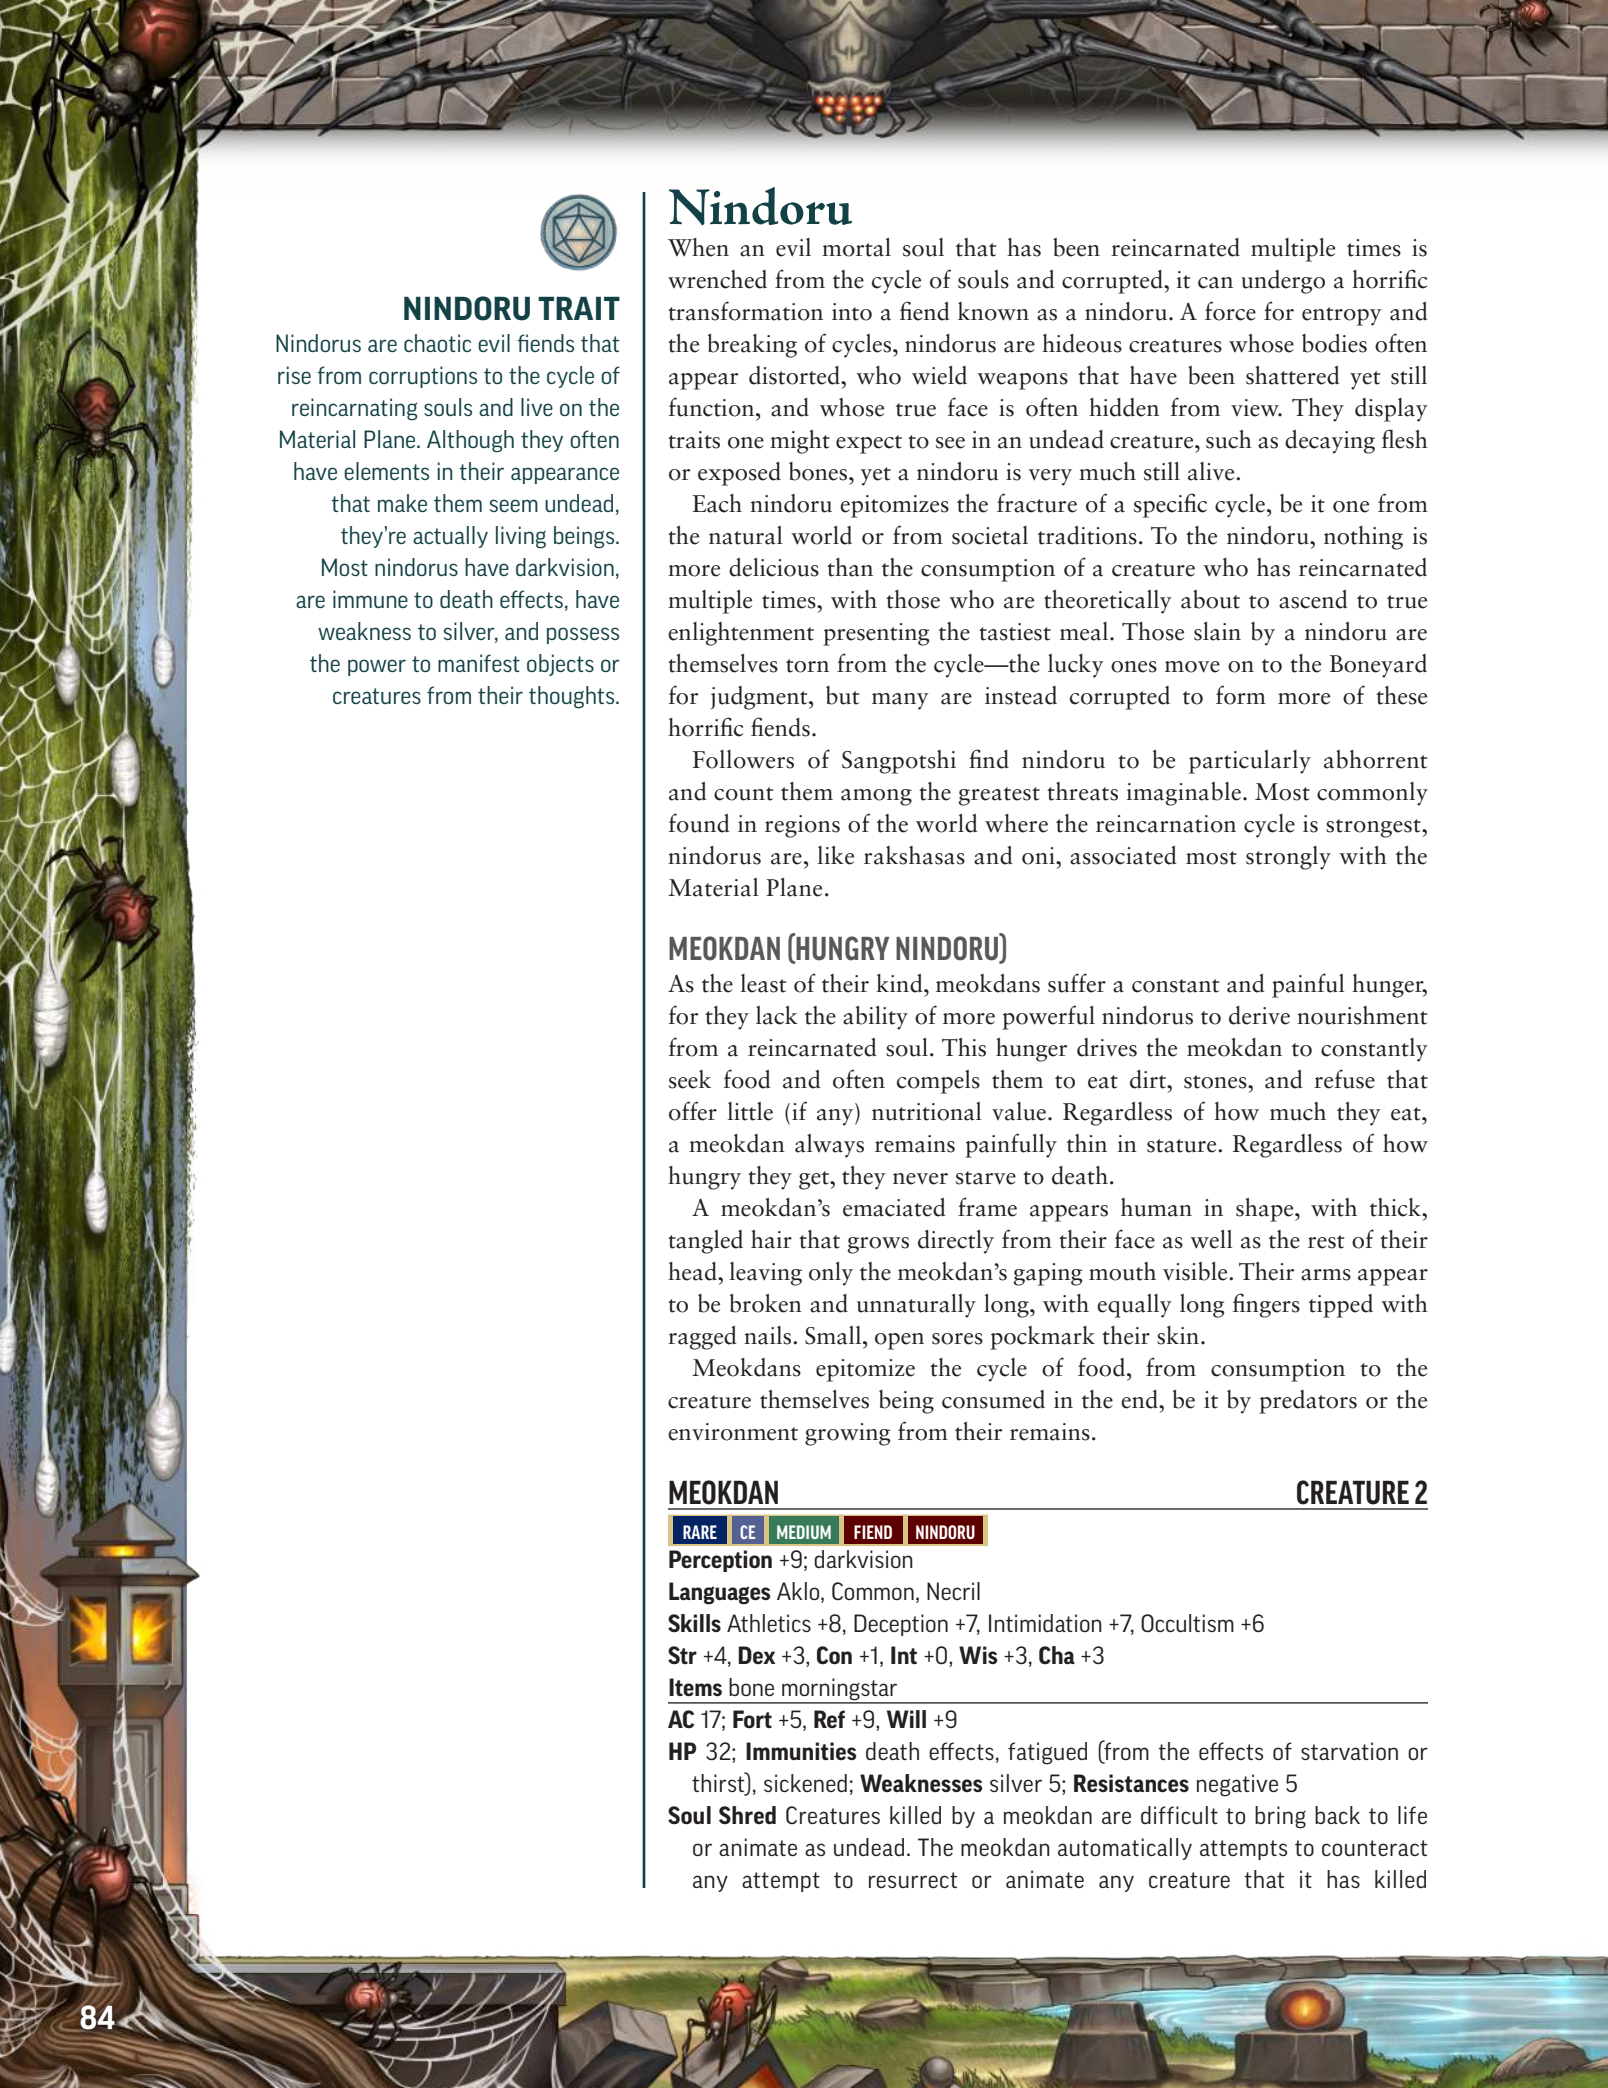 NINDORU TRAIT
Nindorus are chaotic evil fiends that
rise from corruptions to the cycle of
reincarnating souls and live on the
Material Plane. Although they often
have elements in their appearance
that make them seem undead,
they're actually living beings.
Most nindorus have darkvision,
are immune to death effects, have
weakness to silver, and possess
the power to manifest objects or
creatures from their thoughts.
Nindoru
When an evil mortal soul that has been reincarnated multiple times is
wrenched from the cycle of souls and corrupted, it can undergo a horrific
transformation into a fiend known as a nindoru. A force for entropy and
the breaking of cycles, nindorus are hideous creatures whose bodies often
appear distorted, who wield weapons that have been shattered yet still
function, and whose true face is often hidden from view. They display
traits one might expect to see in an undead creature, such as decaying flesh
or exposed bones, yet a nindoru is very much still alive.
Each nindoru epitomizes the fracture of a specific cycle, be it one from
the natural world or from societal traditions. To the nindoru, nothing is
more delicious than the consumption of a creature who has reincarnated
multiple times, with those who are theoretically about to ascend to true
enlightenment presenting the tastiest meal. Those slain by a nindoru are
themselves torn from the cycle—the lucky ones move on to the Boneyard
for judgment, but many are instead corrupted to form more of these
horrific fiends.
Followers of Sangpotshi find nindoru to be particularly abhorrent
and count them among the greatest threats imaginable. Most commonly
found in regions of the world where the reincarnation cycle is strongest,
nindorus are, like rakshasas and oni, associated most strongly with the
Material Plane.
MEOKDAN (HUNGRY NINDORU)
As the least of their kind, meokdans suffer a constant and painful hunger,
for they lack the ability of more powerful nindorus to derive nourishment
from a reincarnated soul. This hunger drives the meokdan to constantly
seek food and often compels them to eat dirt, stones, and refuse that
offer little (if any) nutritional value. Regardless of how much they eat,
a meokdan always remains painfully thin in stature. Regardless of how
hungry they get, they never starve to death.
A meokdan's emaciated frame appears human in shape, with thick,
tangled hair that grows directly from their face as well as the rest of their
head, leaving only the meokdan's gaping mouth visible. Their arms appear
to be broken and unnaturally long, with equally long fingers tipped with
ragged nails. Small, open sores pockmark their skin.
Meokdans epitomize the cycle of food, from consumption to the
creature themselves being consumed in the end, be it by predators or the
environment growing from their remains.
MEOKDAN CREATURE 2
RARE CE MEDIUM FIEND NINDORU
Perception +9; darkvision
Languages Aklo, Common, Necril
Skills Athletics +8, Deception +7, Intimidation +7, Occultism +6
Str +4, Dex +3, Con +1, Int +0, Wis +3, Cha +3
Items bone morningstar
AC 17; Fort +5, Ref +9, Will +9
HP 32; Immunities death effects, fatigued (from the effects of starvation or
thirst), sickened; Weaknesses silver 5; Resistances negative 5
Soul Shred Creatures killed by a meokdan are difficult to bring back to life
or animate as undead. The meokdan automatically attempts to counteract
any attempt to resurrect or animate any creature that it has killed
84